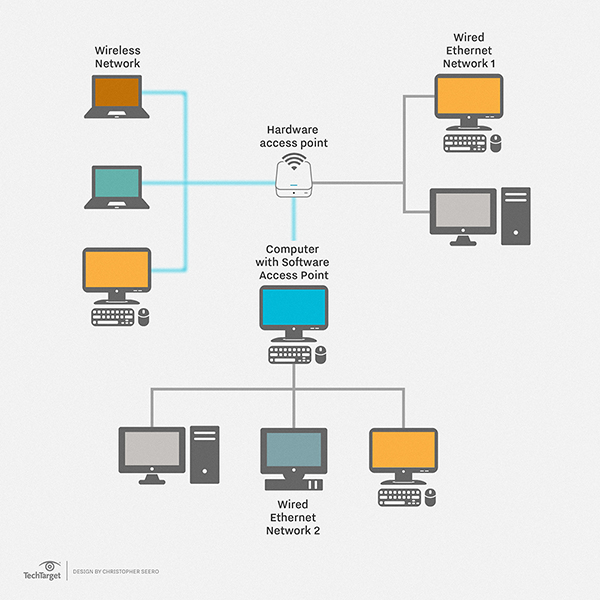 Wireless
Network
Wired
Ethernet
Network 1
Hardware
access point
Computer
with Software
Access Point
Wired
Ethernet
Network 2
TechTarget
DESIGN BY CHRISTOPHER SEERO